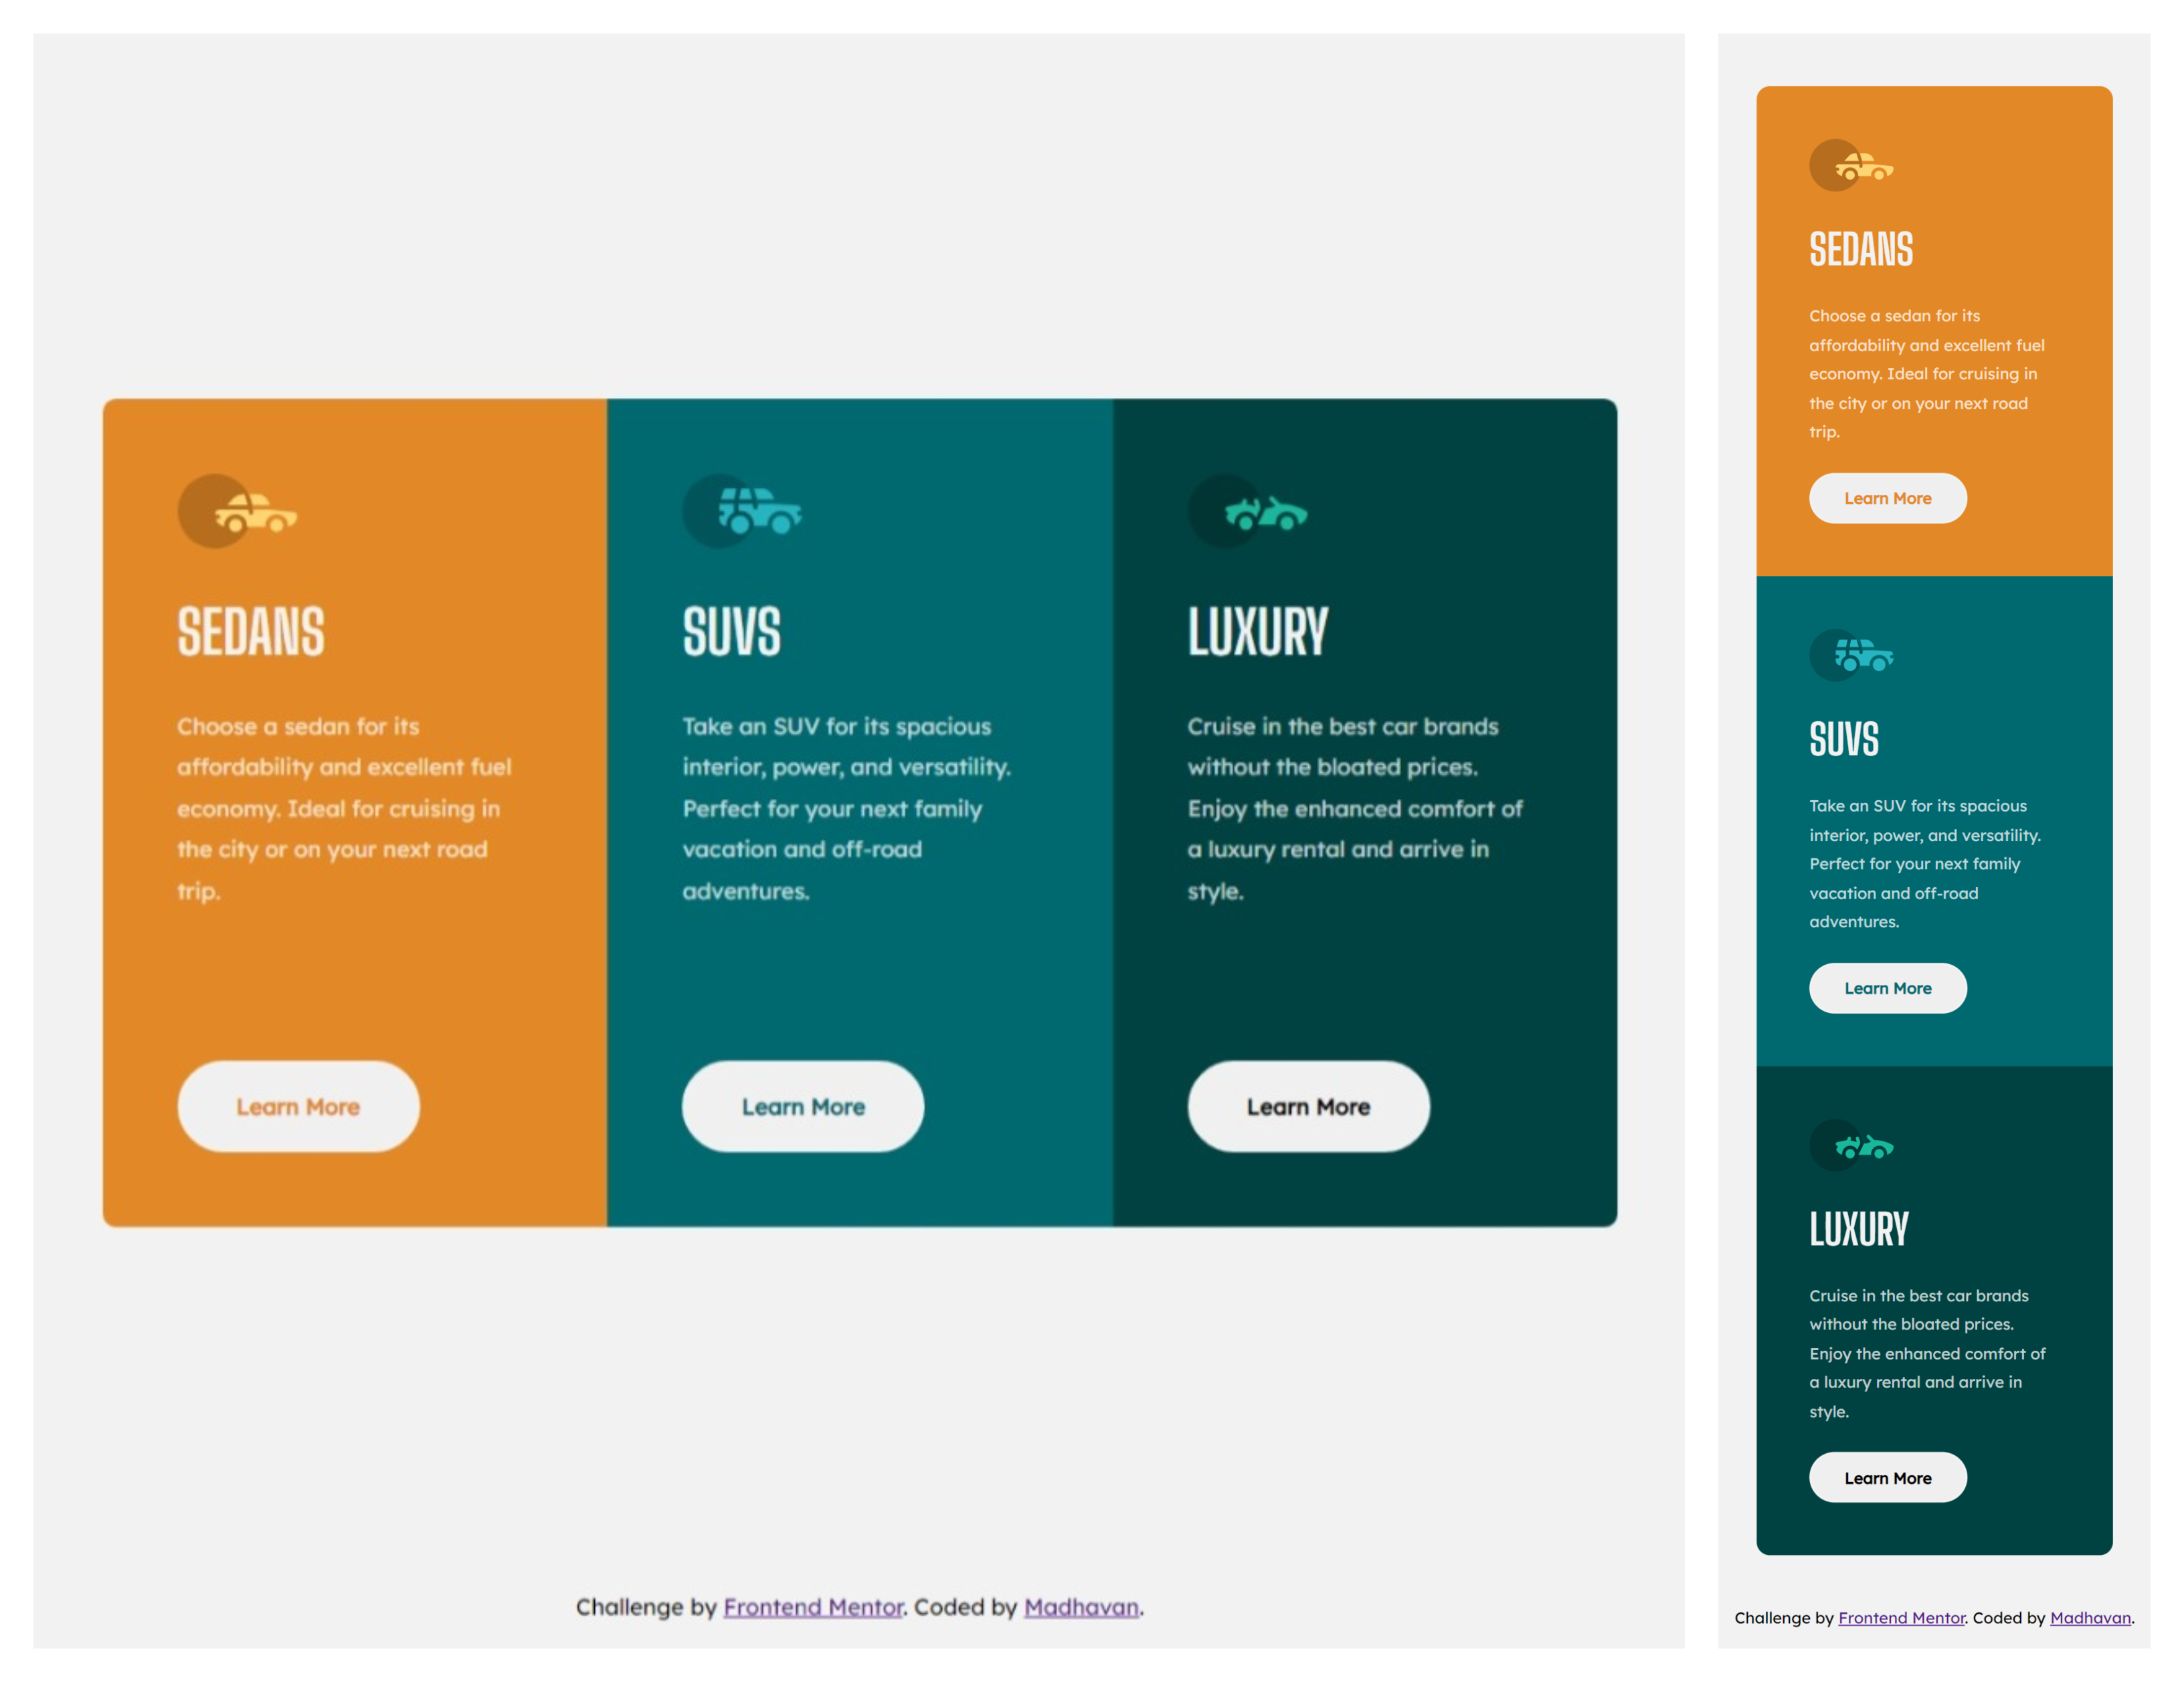 SEDANS
Choose a sedan for its
affordability and excellent fuel
economy. Ideal for cruising in
the city or on your next road
trip.
Learn More
SUVS
Take an SUV for its spacious
interior, power, and versatility.
Perfect for your next family
vacation and off-road
adventures.
Learn More
LUXURY
Cruise in the best car brands
without the bloated prices.
Enjoy the enhanced comfort of
a luxury rental and arrive in
style.
Learn More
Challenge by Frontend Mentor. Coded by Madhavan.
SEDANS
Choose a sedan for its
affordability and excellent fuel
economy. Ideal for cruising in
the city or on your next road
trip.
Learn More
SUVS
Take an SUV for its spacious
interior, power, and versatility.
Perfect for your next family
vacation and off-road
adventures.
Learn More
LUXURY
Cruise in the best car brands
without the bloated prices.
Enjoy the enhanced comfort of
a luxury rental and arrive in
style.
Learn More
Challenge by Frontend Mentor. Coded by Madhavan.